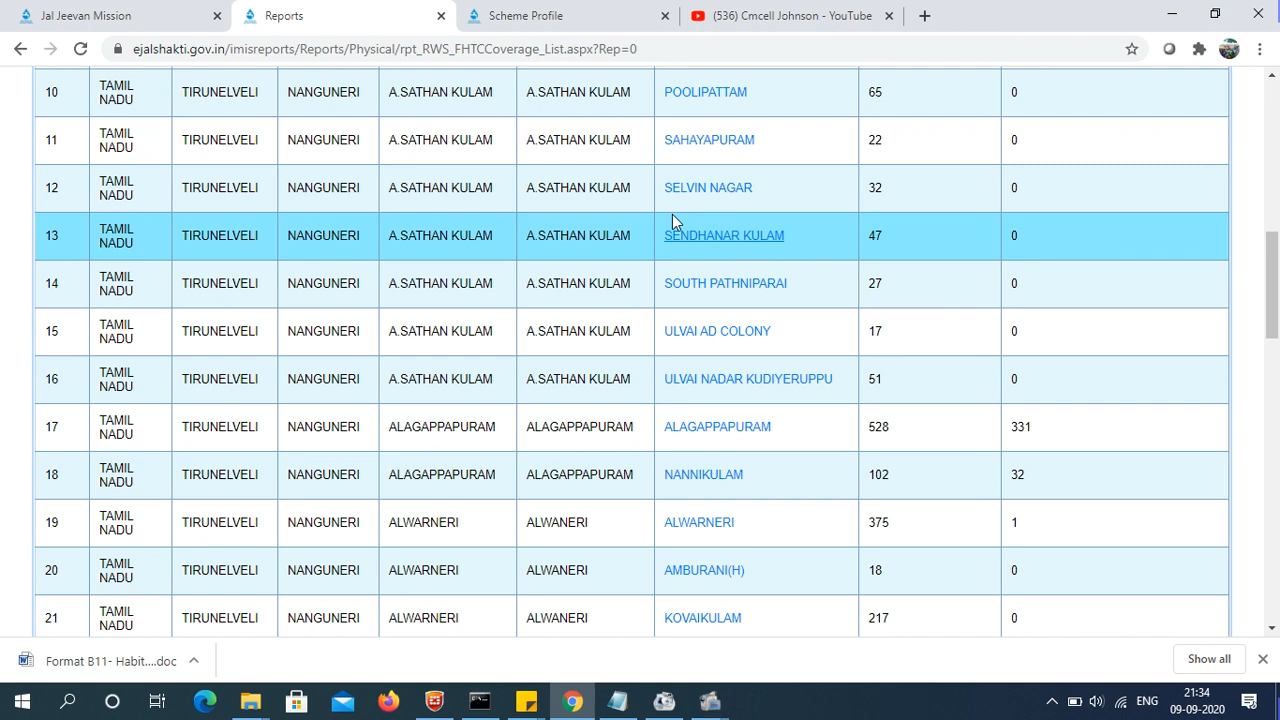 Jal Jeevan Mission
Reports
Scheme Profile
(536) Cmcell Johnson - YouTube
ejalshakti.gov.in/imisreports/Reports/Physical/rpt_RWS_FHTCCoverage_List.aspx?Rep=0
10 TAMIL NADU TIRUNELVELI NANGUNERI A.SATHAN KULAM A.SATHAN KULAM POOLIPATTAM 65 0
11 TAMIL NADU TIRUNELVELI NANGUNERI A.SATHAN KULAM A.SATHAN KULAM SAHAYAPURAM 22 0
12 TAMIL NADU TIRUNELVELI NANGUNERI A.SATHAN KULAM A.SATHAN KULAM SELVIN NAGAR 32 0
13 TAMIL NADU TIRUNELVELI NANGUNERI A.SATHAN KULAM A.SATHAN KULAM SENDHANAR KULAM 47 0
14 TAMIL NADU TIRUNELVELI NANGUNERI A.SATHAN KULAM A.SATHAN KULAM SOUTH PATHNIPARAI 27 0
15 TAMIL NADU TIRUNELVELI NANGUNERI A.SATHAN KULAM A.SATHAN KULAM ULVAI AD COLONY 17 0
16 TAMIL NADU TIRUNELVELI NANGUNERI A.SATHAN KULAM A.SATHAN KULAM ULVAI NADAR KUDIYERUPPU 51 0
17 TAMIL NADU TIRUNELVELI NANGUNERI ALAGAPPAPURAM ALAGAPPAPURAM ALAGAPPAPURAM 528 331
18 TAMIL NADU TIRUNELVELI NANGUNERI ALAGAPPAPURAM ALAGAPPAPURAM NANNIKULAM 102 32
19 TAMIL NADU TIRUNELVELI NANGUNERI ALWARNERI ALWANERI ALWARNERI 375 1
20 TAMIL NADU TIRUNELVELI NANGUNERI ALWARNERI ALWANERI AMBURANI(H) 18 0
21 TAMIL NADU TIRUNELVELI NANGUNERI ALWARNERI ALWANERI KOVAIKULAM 217 0
Format B11- Habit....doc
Show all
ENG
21:34
09-09-2020